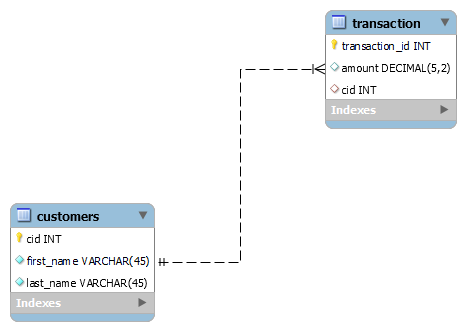 transaction
transaction_id INT
amount DECIMAL(5,2)
cid INT
Indexes
customers
cid INT
first_name VARCHAR(45)
last_name VARCHAR(45)
Indexes